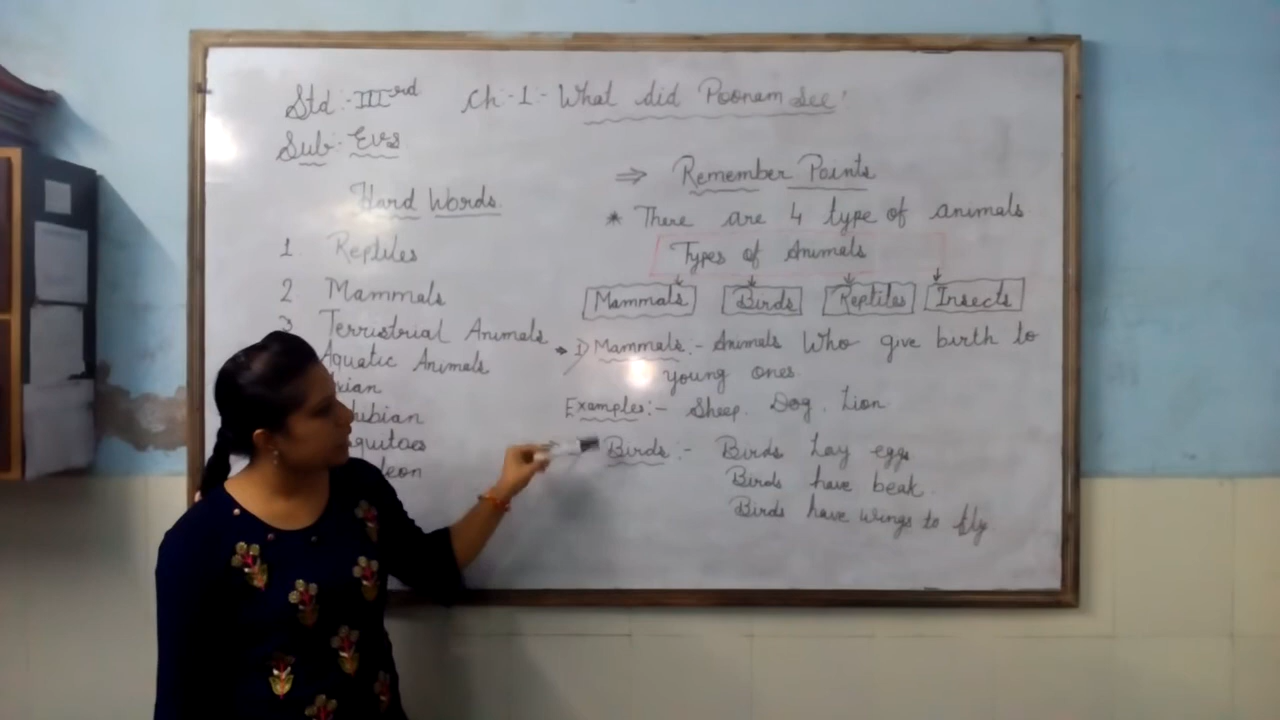 Std:-IIIrd Ch-1:- What did Poonam See!
Sub: Evs.
Hard Words.
1 Reptiles
2 Mammals
3 Terristrial Animals
Aquatic Animals
⇒ Remember Points
* There are 4 type of animals
Types of Animals
Mammals Birds Reptiles Insects
1) Mammals:- Animals Who give birth to
young ones.
Examples:- Sheep, Dog, Lion
Birds:- Birds Lay eggs
Birds have beak.
Birds have wings to fly